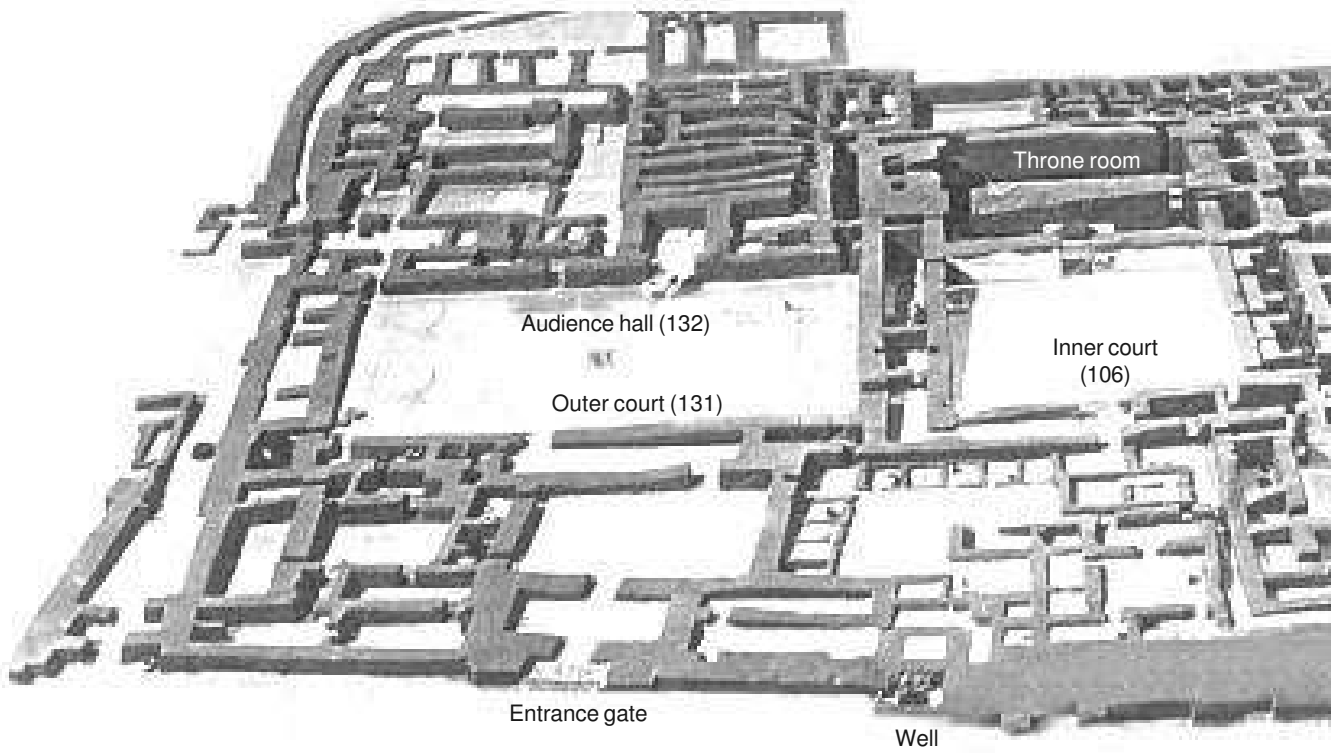 Throne room
Audience hall (132)
Inner court
(106)
Outer court (131)
Entrance gate
Well